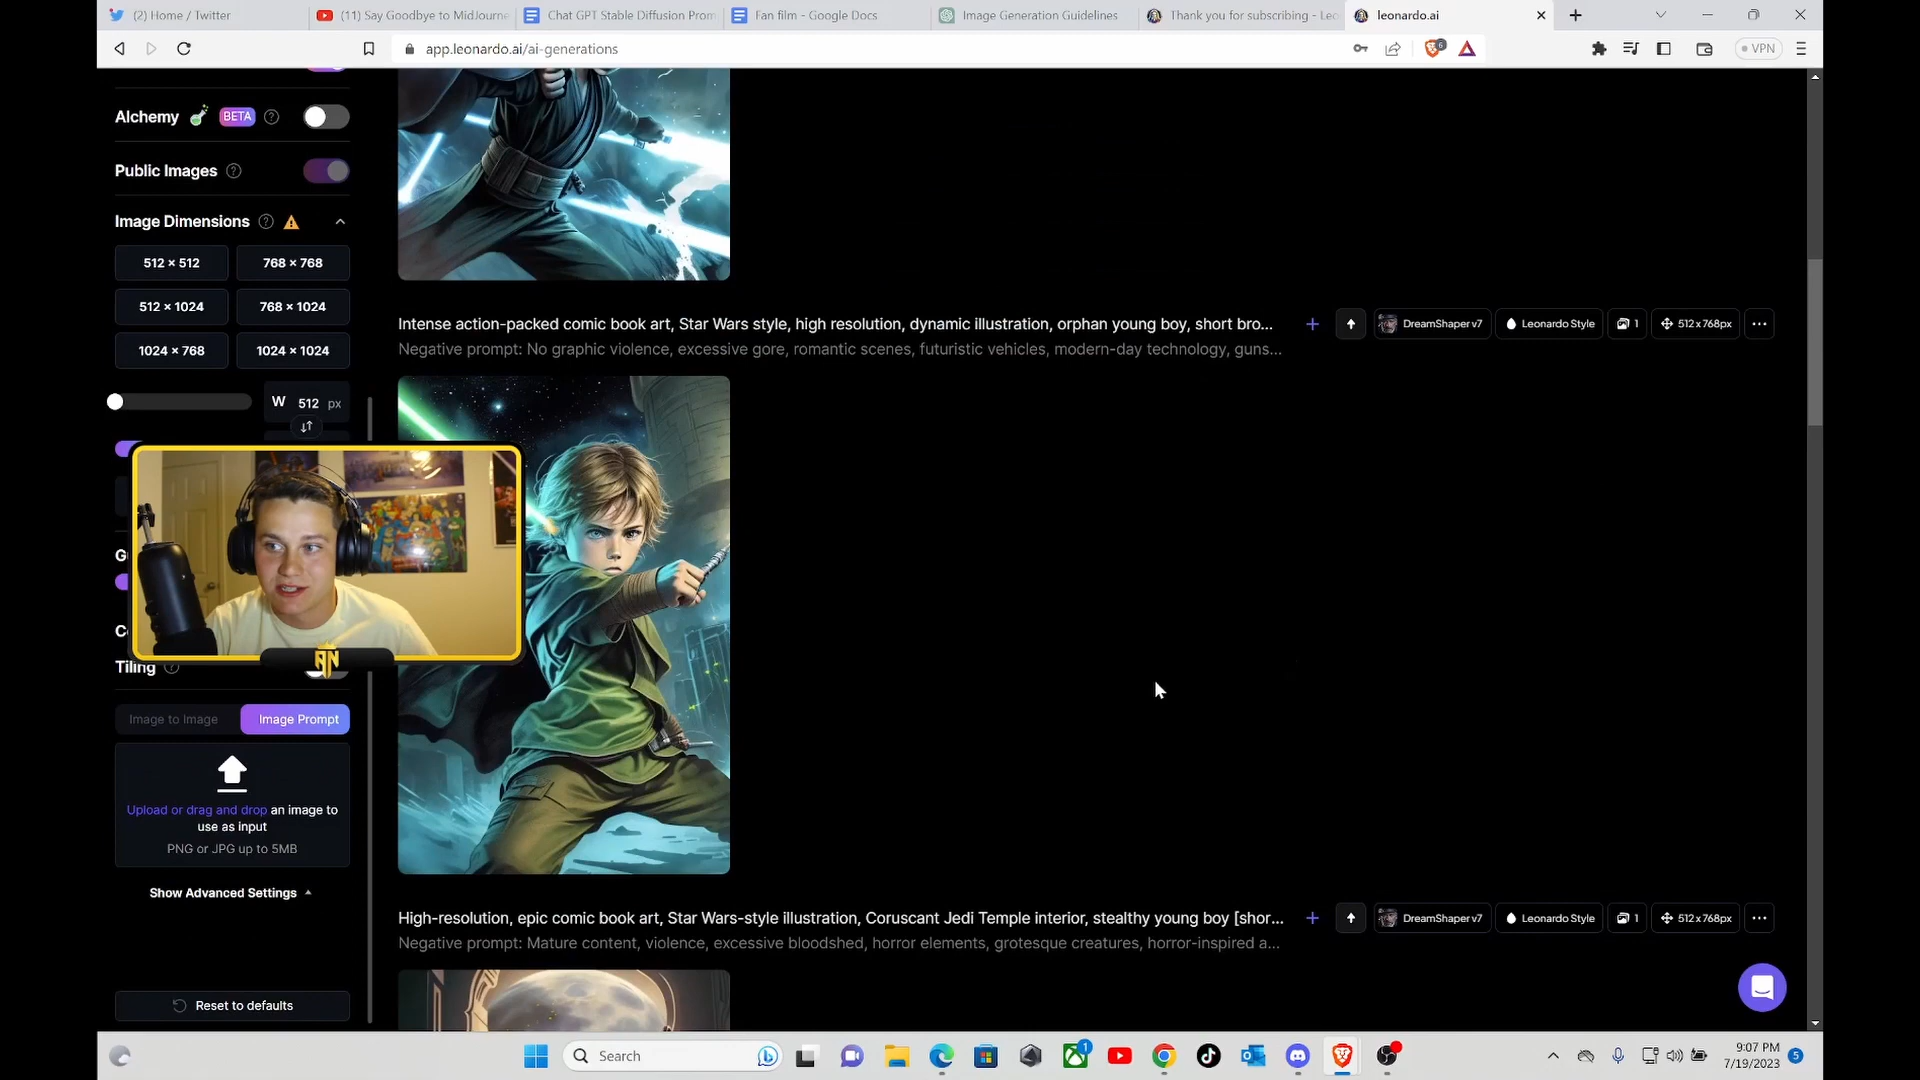 (2) Home / Twitter
(11) Say Goodbye to MidJourne
Chat GPT Stable Diffusion Prom
Fan film - Google Docs
Image Generation Guidelines
Thank you for subscribing - Leo
leonardo.ai
app.leonardo.ai/ai-generations
6
VPN
Alchemy BETA
Public Images
Image Dimensions
512 × 512
768 × 768
512 × 1024
768 × 1024
1024 × 768
1024 × 1024
W 512 px
Intense action-packed comic book art, Star Wars style, high resolution, dynamic illustration, orphan young boy, short bro...
DreamShaper v7
Leonardo Style
1
512 x 768px
Negative prompt: No graphic violence, excessive gore, romantic scenes, futuristic vehicles, modern-day technology, guns...
AN
Tiling
Image to Image
Image Prompt
Upload or drag and drop an image to
use as input
PNG or JPG up to 5MB
Show Advanced Settings
High-resolution, epic comic book art, Star Wars-style illustration, Coruscant Jedi Temple interior, stealthy young boy [shor...
DreamShaper v7
Leonardo Style
1
512 x 768px
Negative prompt: Mature content, violence, excessive bloodshed, horror elements, grotesque creatures, horror-inspired a...
Reset to defaults
Search
1
9:07 PM
7/19/2023
5